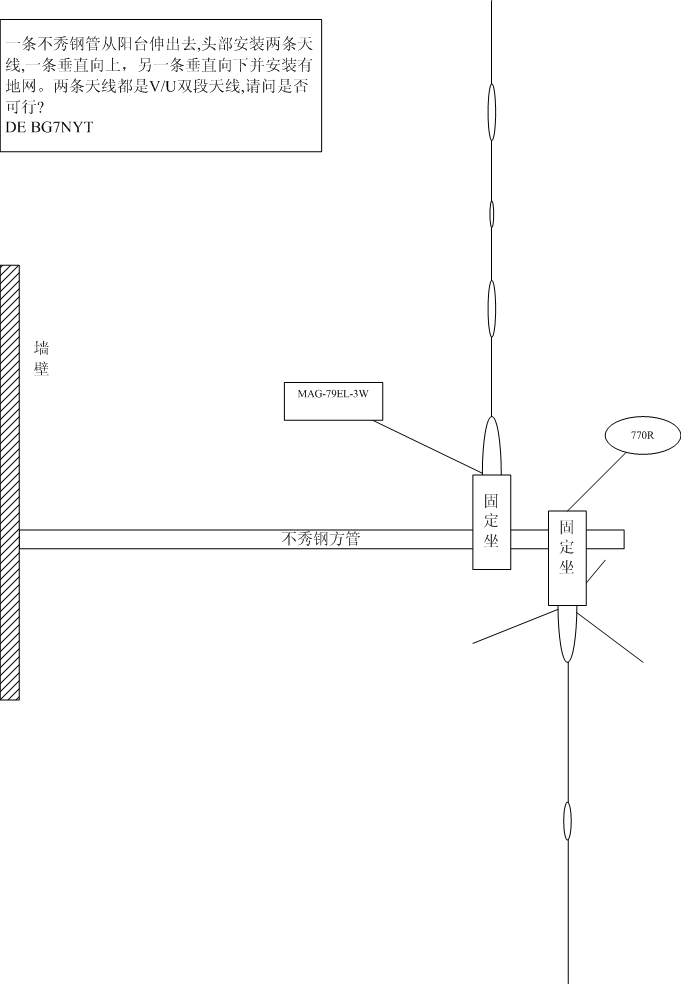 一条不秀钢管从阳台伸出去,头部安装两条天
线,一条垂直向上，另一条垂直向下并安装有
地网。两条天线都是V/U双段天线,请问是否
可行?
DE BG7NYT
墙
壁
MAG-79EL-3W
770R
固
定
坐
固
定
坐
不秀钢方管